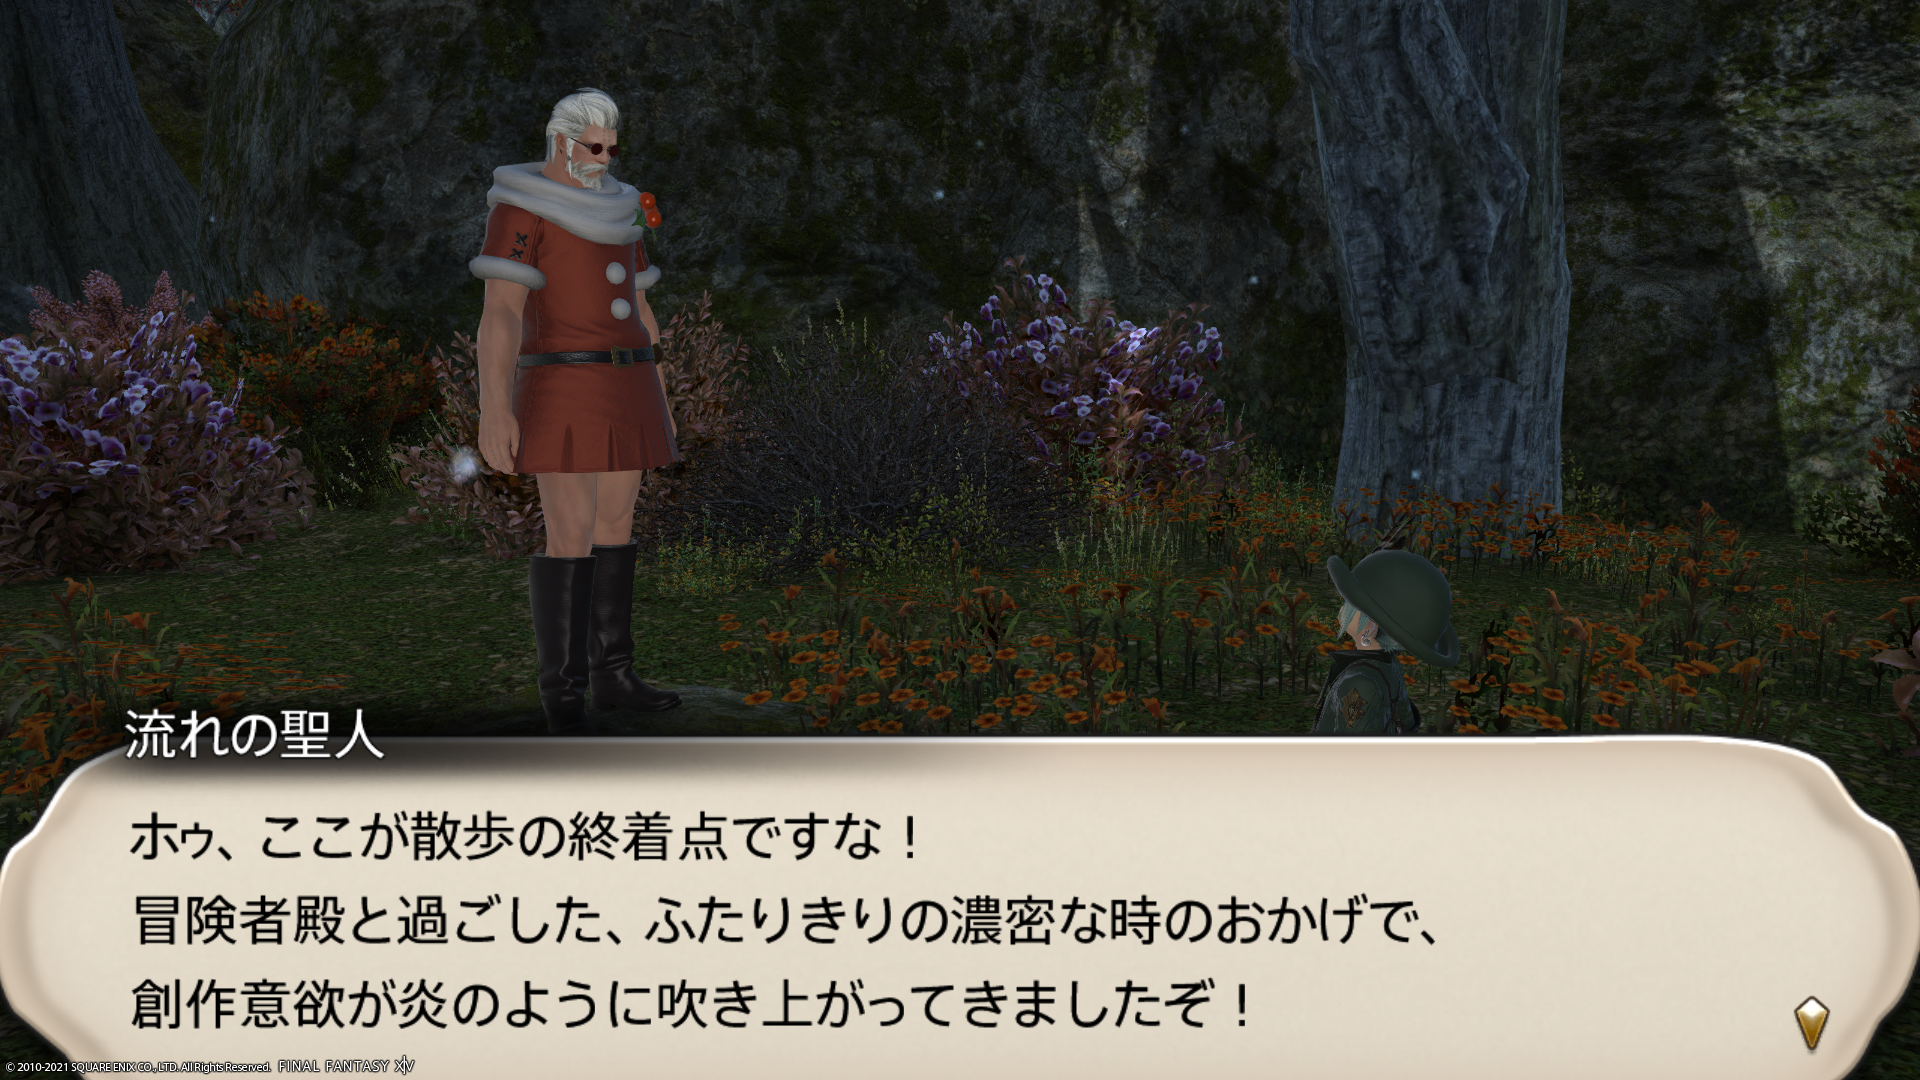 流れの聖人
ホゥ、ここが散歩の終着点ですな！
冒険者殿と過ごした、ふたりきりの濃密な時のおかげで、
創作意欲が炎のように吹き上がってきましたぞ！
© 2010-2021 SQUARE ENIX CO., LTD. All Rights Reserved. FINAL FANTASY XIV